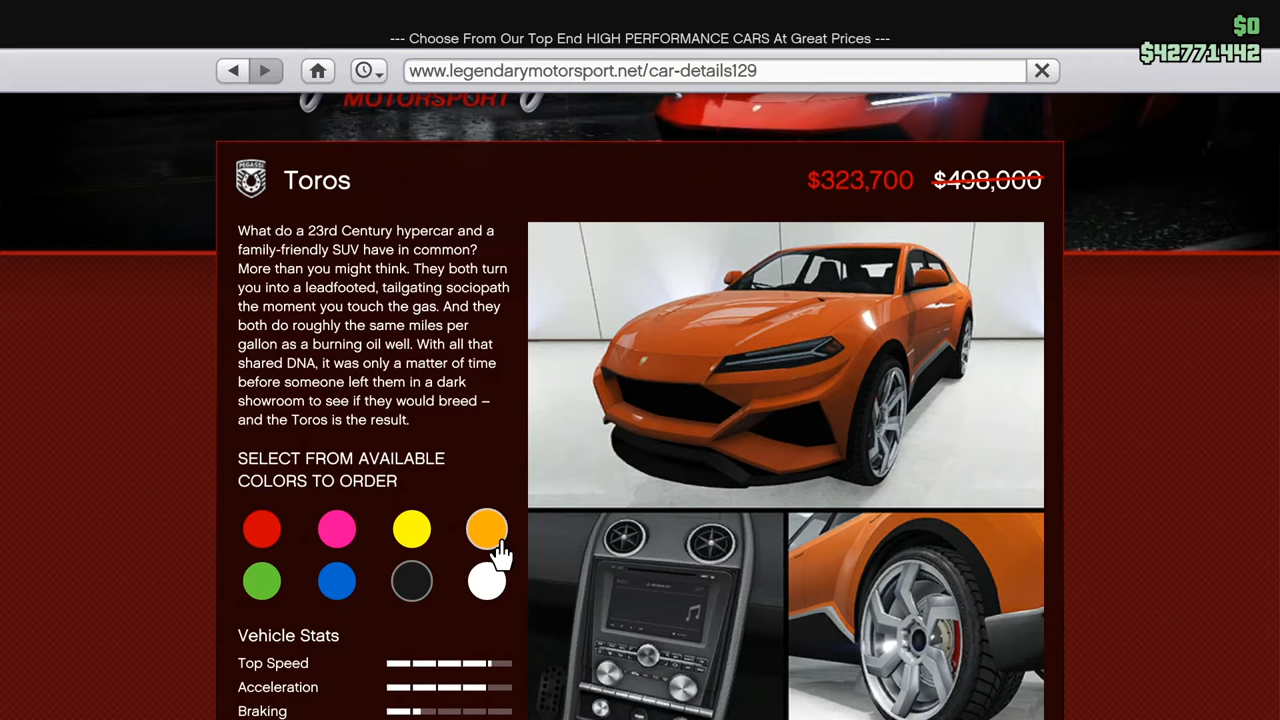 $0
--- Choose From Our Top End HIGH PERFORMANCE CARS At Great Prices ---
$42771442
www.legendarymotorsport.net/car-details129
MOTORSPORT
PEGASSI
Toros
$323,700 $498,000
What do a 23rd Century hypercar and a
family-friendly SUV have in common?
More than you might think. They both turn
you into a leadfooted, tailgating sociopath
the moment you touch the gas. And they
both do roughly the same miles per
gallon as a burning oil well. With all that
shared DNA, it was only a matter of time
before someone left them in a dark
showroom to see if they would breed –
and the Toros is the result.
SELECT FROM AVAILABLE
COLORS TO ORDER
Vehicle Stats
Top Speed
Acceleration
Braking